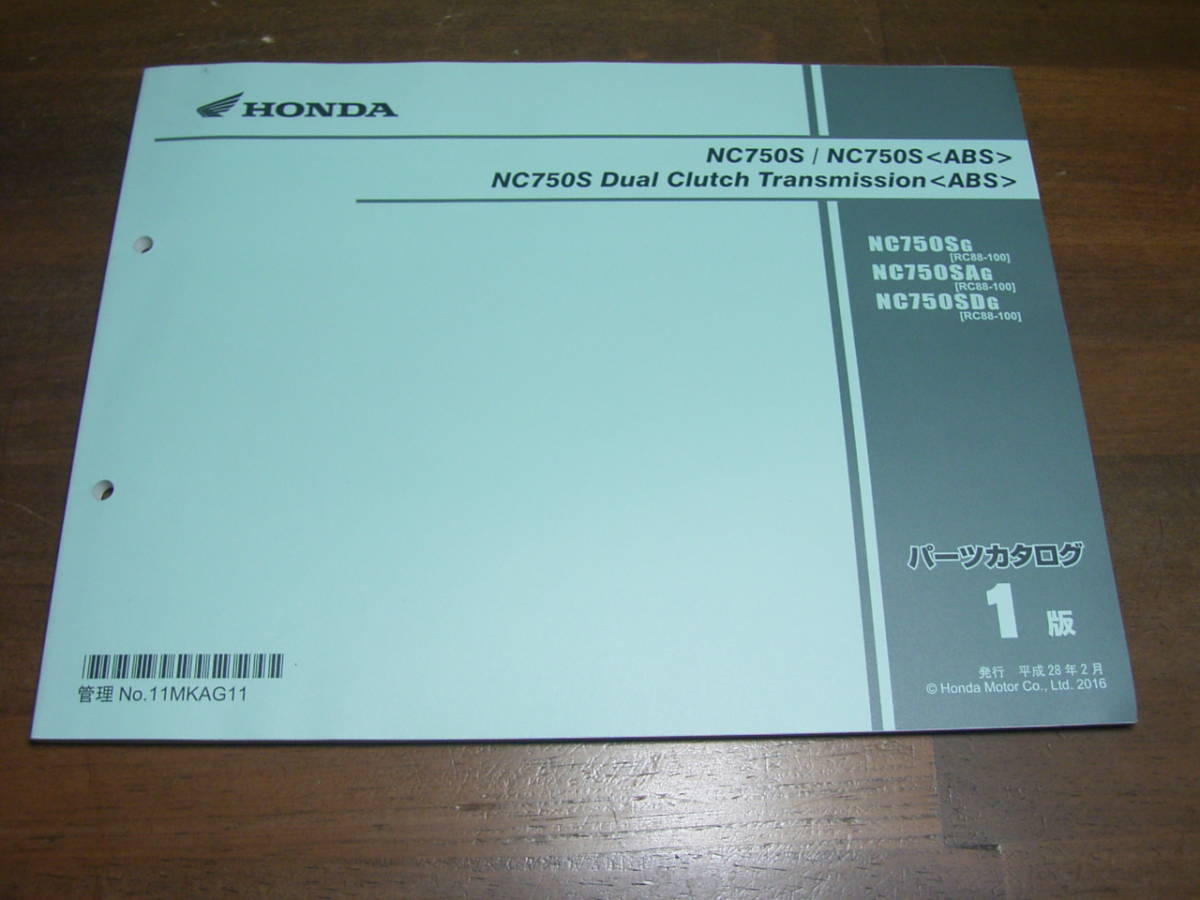 HONDA
NC750S / NC750S<ABS>
NC750S Dual Clutch Transmission<ABS>
NC750SG
[RC88-100]
NC750SAG
[RC88-100]
NC750SDG
[RC88-100]
パーツカタログ
1 版
発行 平成28年2月
© Honda Motor Co., Ltd. 2016
管理 No.11MKAG11